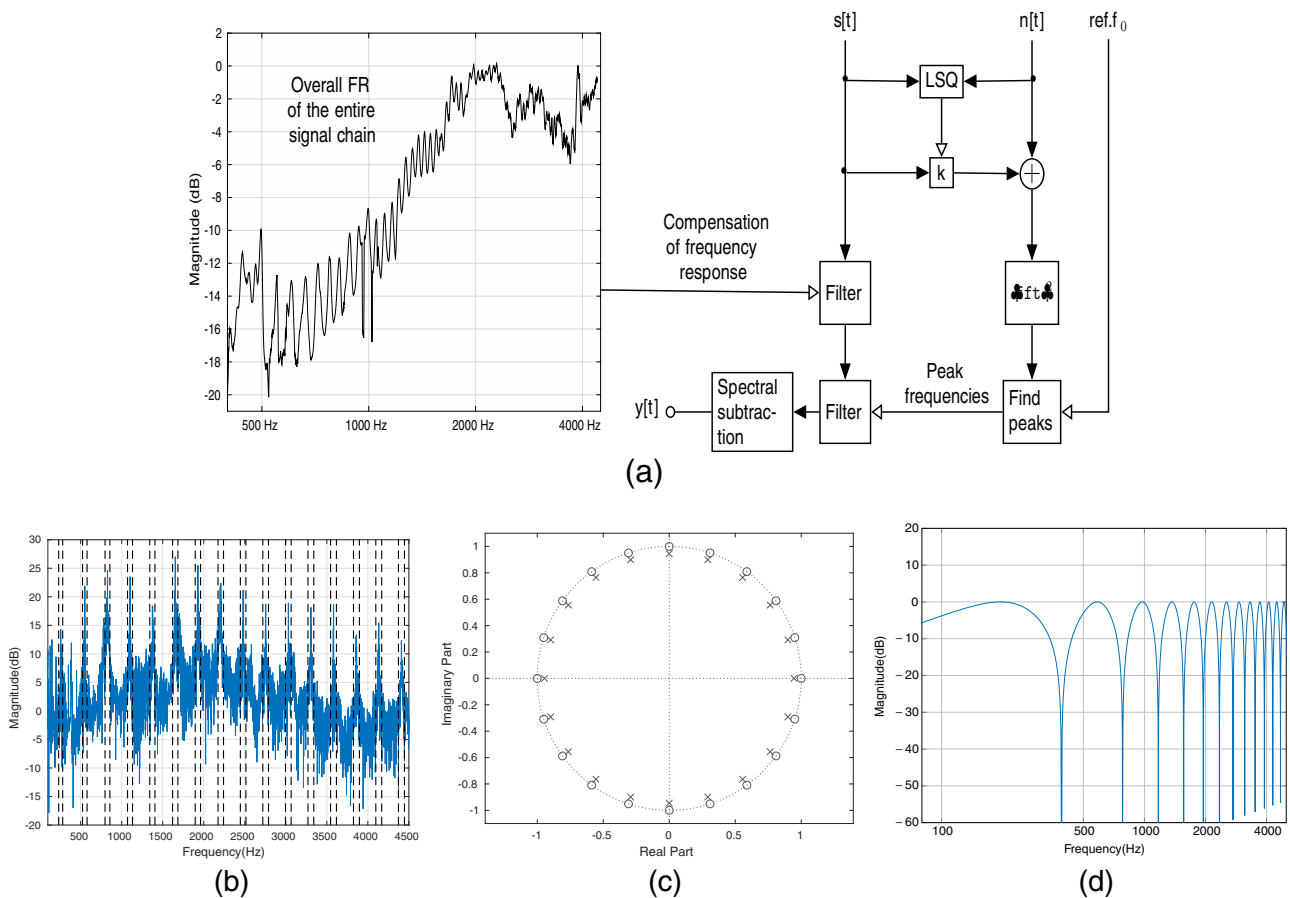 2
0
-2
-4
-6
-8
-10
-12
-14
-16
-18
-20
Magnitude (dB)
Overall FR
of the entire
signal chain
500 Hz 1000 Hz 2000 Hz 4000 Hz
s[t] n[t] ref.f0
LSQ
k
+
Compensation
of frequency
response
Filter
Peak
frequencies
y[t]
Spectral
subtrac-
tion
Filter
Find
peaks
(a)
30
25
20
15
10
5
0
-5
-10
-15
-20
Magnitude(dB)
500 1000 1500 2000 2500 3000 3500 4000 4500
Frequency(Hz)
(b)
1
0.8
0.6
0.4
0.2
0
-0.2
-0.4
-0.6
-0.8
-1
Imaginary Part
-1 -0.5 0 0.5 1
Real Part
(c)
20
10
0
−10
−20
−30
−40
−50
−60
Magnitude(dB)
100 500 1000 2000 4000
Frequency(Hz)
(d)